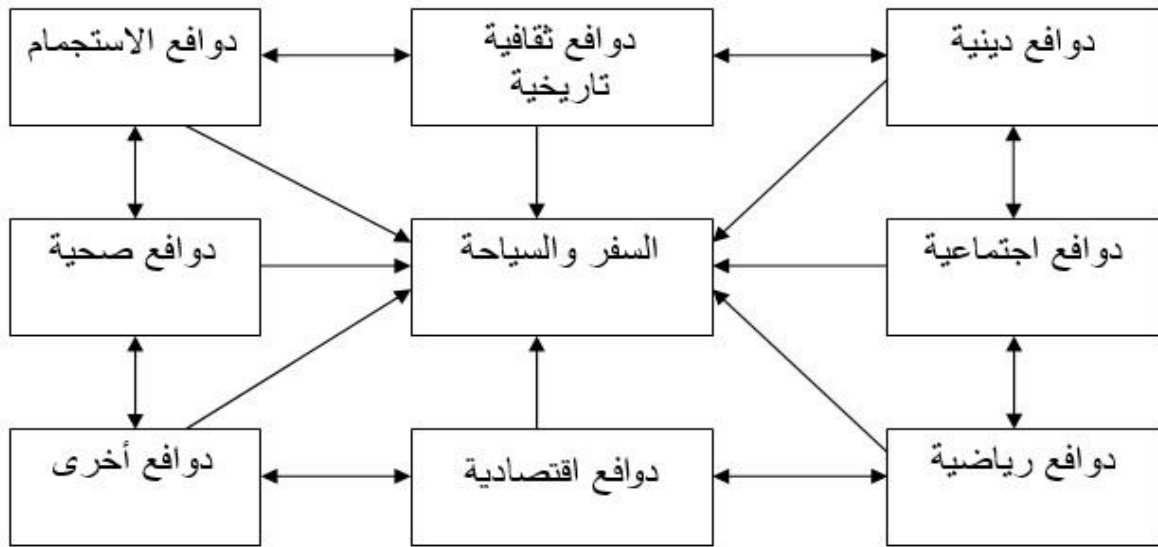 دوافع دينية
دوافع ثقافية
تاريخية
دوافع الاستجمام
دوافع اجتماعية
السفر والسياحة
دوافع صحية
دوافع رياضية
دوافع اقتصادية
دوافع أخرى